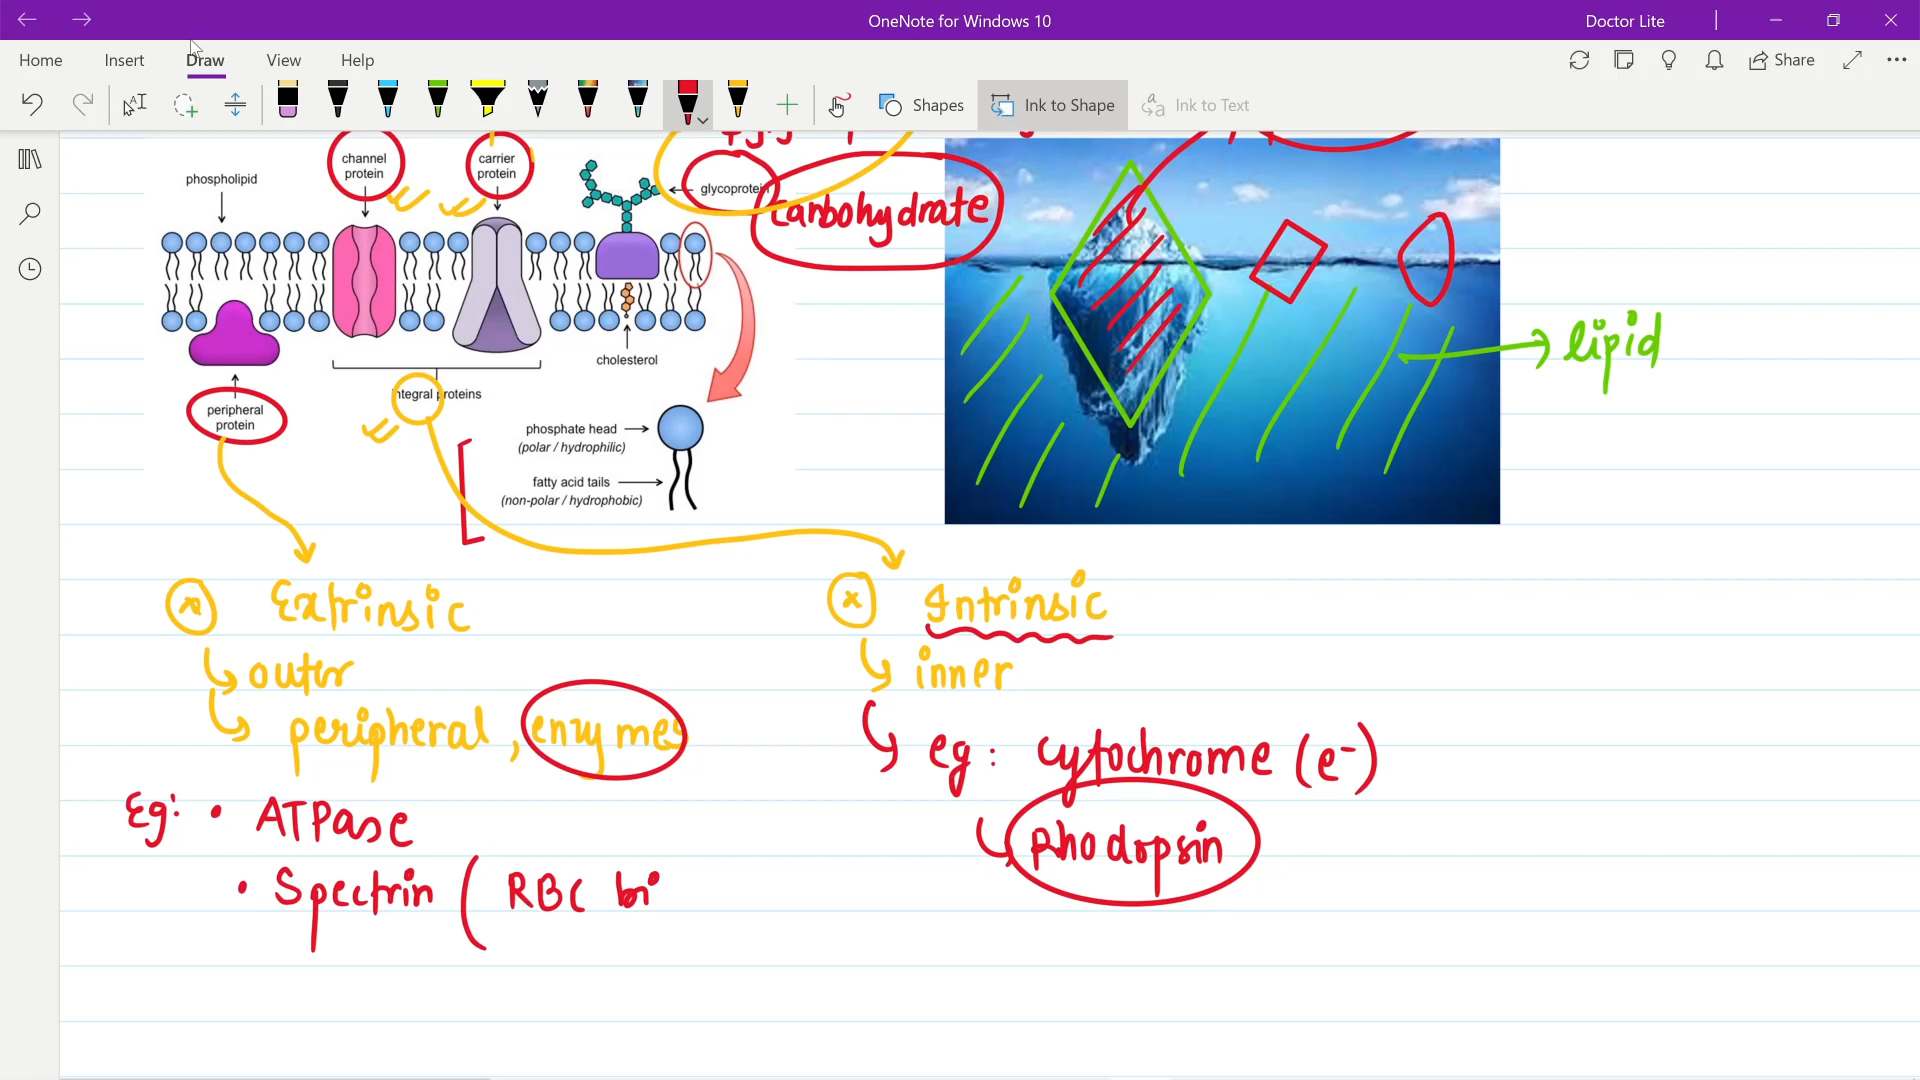 OneNote for Windows 10
Doctor Lite
Home Insert Draw View Help
Share
Shapes
Ink to Shape
Ink to Text
phospholipid
channel
protein
carrier
protein
glycoprotein
carbohydrate
cholesterol
peripheral
protein
integral proteins
phosphate head
(polar / hydrophilic)
fatty acid tails
(non-polar / hydrophobic)
lipid
Extrinsic
outer
peripheral, enzymes
Eg: • ATPase
• Spectrin ( RBC bi
Intrinsic
inner
eg: cytochrome (e-)
Rhodopsin